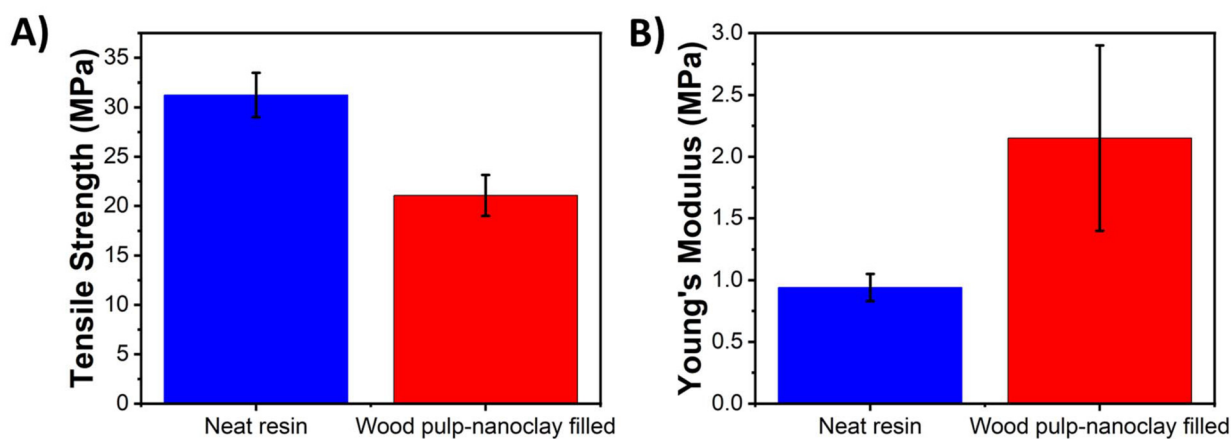 A)
Tensile Strength (MPa)
35
30
25
20
15
10
5
0
Neat resin
Wood pulp-nanoclay filled
B)
Young's Modulus (MPa)
3.0
2.5
2.0
1.5
1.0
0.5
0.0
Neat resin
Wood pulp-nanoclay filled